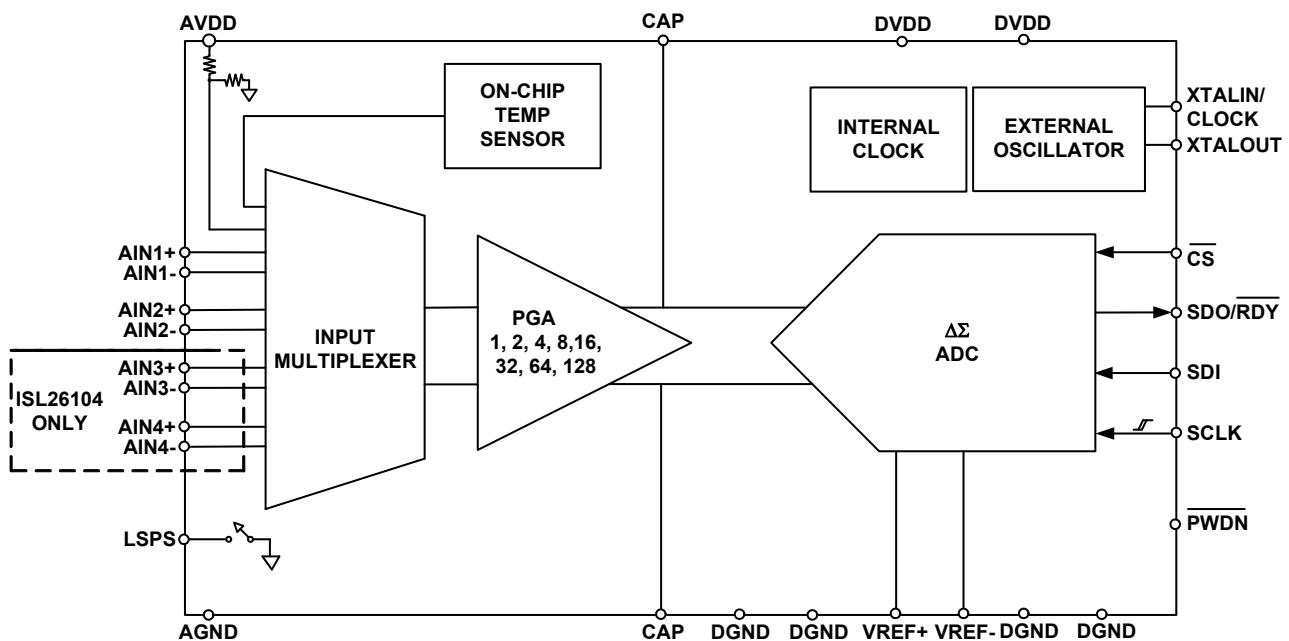 AVDD
CAP
DVDD
DVDD
ON-CHIP
TEMP
SENSOR
INTERNAL
CLOCK
EXTERNAL
OSCILLATOR
XTALIN/
CLOCK
XTALOUT
AIN1+
AIN1-
AIN2+
AIN2-
AIN3+
AIN3-
AIN4+
AIN4-
ISL26104
ONLY
INPUT
MULTIPLEXER
PGA
1, 2, 4, 8,16,
32, 64, 128
ΔΣ
ADC
CS
SDO/RDY
SDI
SCLK
PWDN
LSPS
AGND
CAP
DGND
DGND
VREF+
VREF-
DGND
DGND